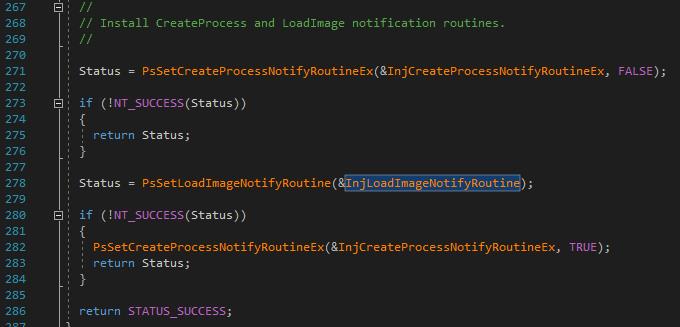 267 //
268 // Install CreateProcess and LoadImage notification routines.
269 //
270
271 Status = PsSetCreateProcessNotifyRoutineEx(&InjCreateProcessNotifyRoutineEx, FALSE);
272
273 if (!NT_SUCCESS(Status))
274 {
275 return Status;
276 }
277
278 Status = PsSetLoadImageNotifyRoutine(&InjLoadImageNotifyRoutine);
279
280 if (!NT_SUCCESS(Status))
281 {
282 PsSetCreateProcessNotifyRoutineEx(&InjCreateProcessNotifyRoutineEx, TRUE);
283 return Status;
284 }
285
286 return STATUS_SUCCESS;
287 }